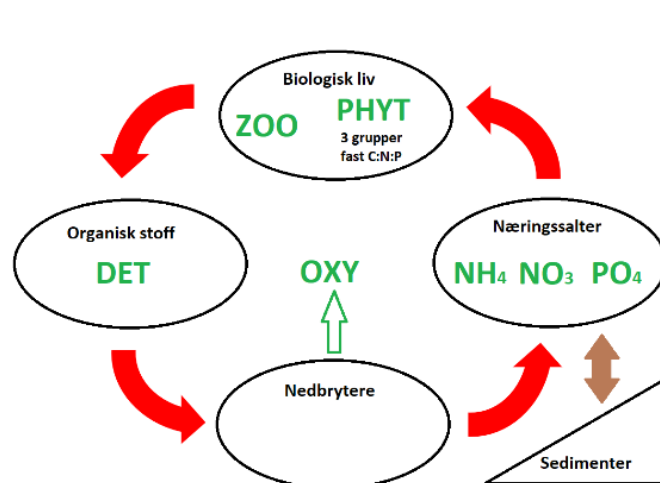 Biologisk liv
ZOO
PHYT
3 grupper
fast C:N:P
Organisk stoff
DET
OXY
Næringssalter
NH4 NO3 PO4
Nedbrytere
Sedimenter